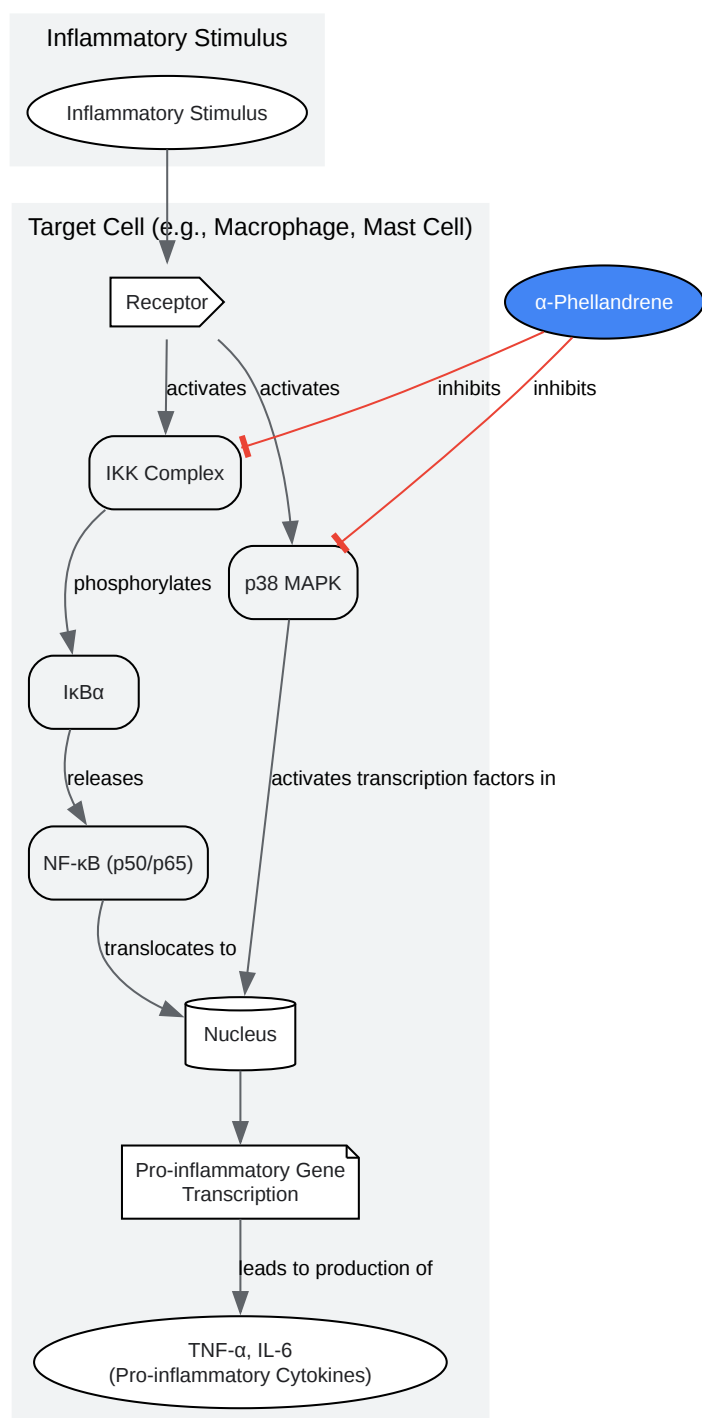 Inflammatory Stimulus
Inflammatory Stimulus
Target Cell (e.g., Macrophage, Mast Cell)
Receptor
α-Phellandrene
activates
activates
inhibits
inhibits
IKK Complex
phosphorylates
p38 MAPK
IκBα
releases
activates transcription factors in
NF-κB (p50/p65)
translocates to
Nucleus
Pro-inflammatory Gene
Transcription
leads to production of
TNF-α, IL-6
(Pro-inflammatory Cytokines)